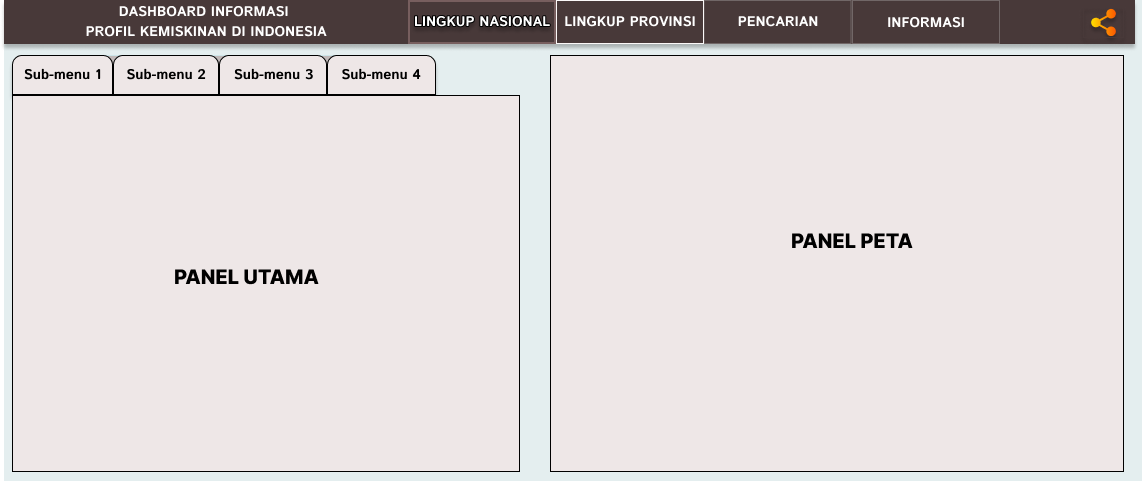 DASHBOARD INFORMASI
PROFIL KEMISKINAN DI INDONESIA
LINGKUP NASIONAL
LINGKUP PROVINSI
PENCARIAN
INFORMASI
Sub-menu 1
Sub-menu 2
Sub-menu 3
Sub-menu 4
PANEL UTAMA
PANEL PETA